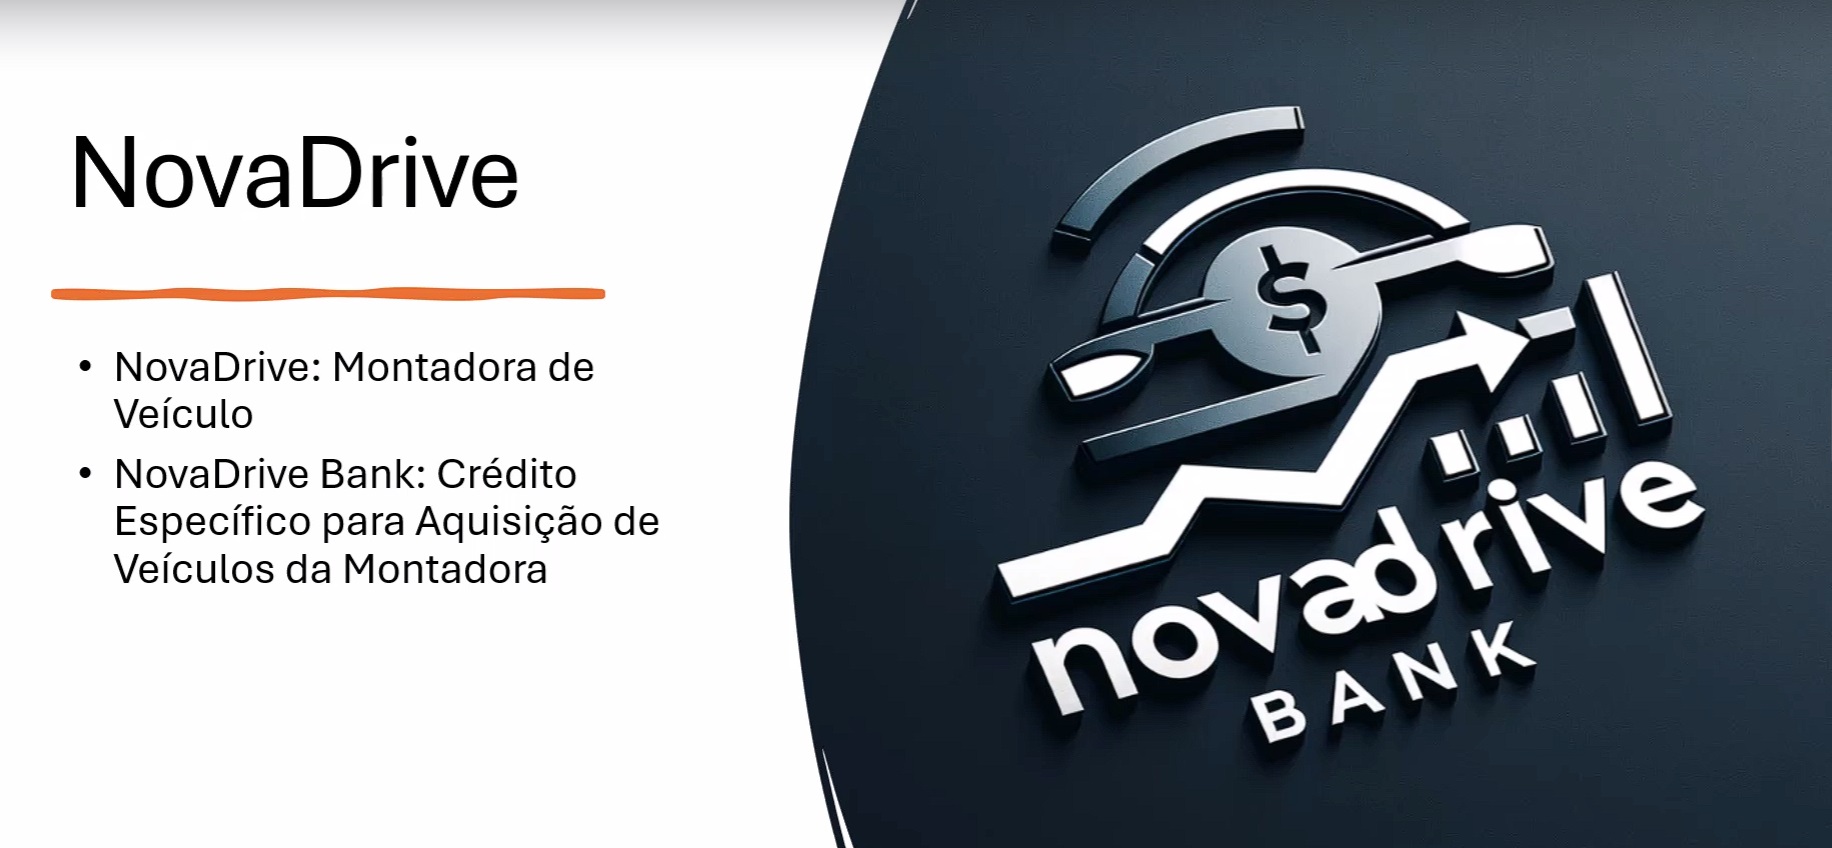 NovaDrive
• NovaDrive: Montadora de
Veículo
• NovaDrive Bank: Crédito
Específico para Aquisição de
Veículos da Montadora
$
novadrive
BANK